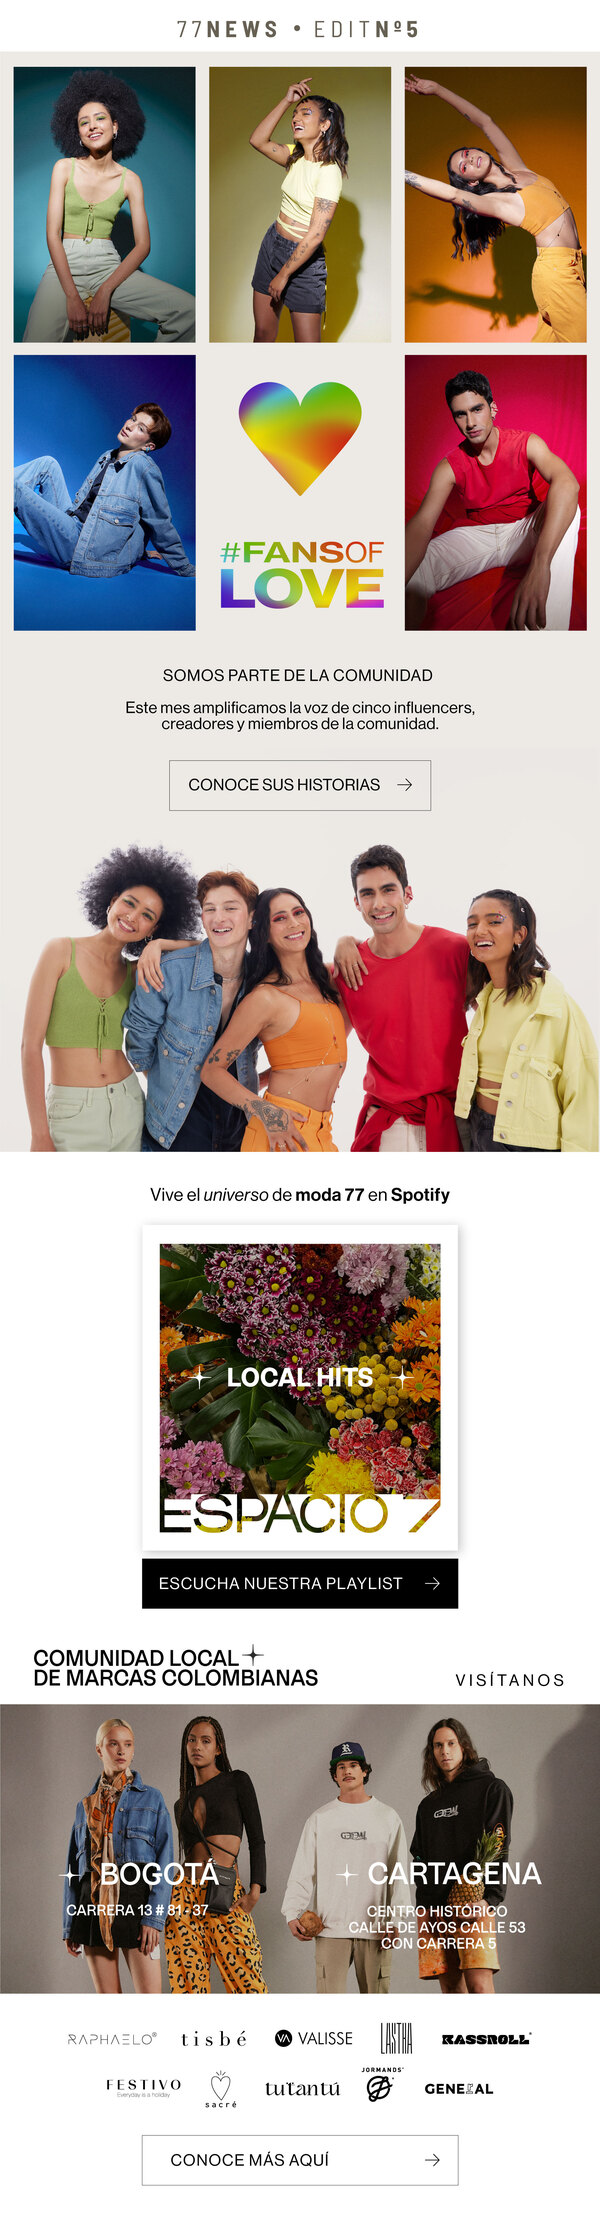 77NEWS • EDITNº5
#FANSOF
LOVE
SOMOS PARTE DE LA COMUNIDAD
Este mes amplificamos la voz de cinco influencers,
creadores y miembros de la comunidad.
CONOCE SUS HISTORIAS
Vive el universo de moda 77 en Spotify
LOCAL HITS
ESPACIO 7
ESCUCHA NUESTRA PLAYLIST
COMUNIDAD LOCAL
DE MARCAS COLOMBIANAS
VISÍTANOS
BOGOTÁ
CARRERA 13 # 81 - 37
CARTAGENA
CENTRO HISTÓRICO
CALLE DE AYOS CALLE 53
CON CARRERA 5
RAPHAELO®
tisbé
VA VALISSE
LASTHA
KASSROLL®
FESTIVO
Everyday is a holiday
sacré
tutantú
JORMANDS®
GENERAL
CONOCE MÁS AQUÍ